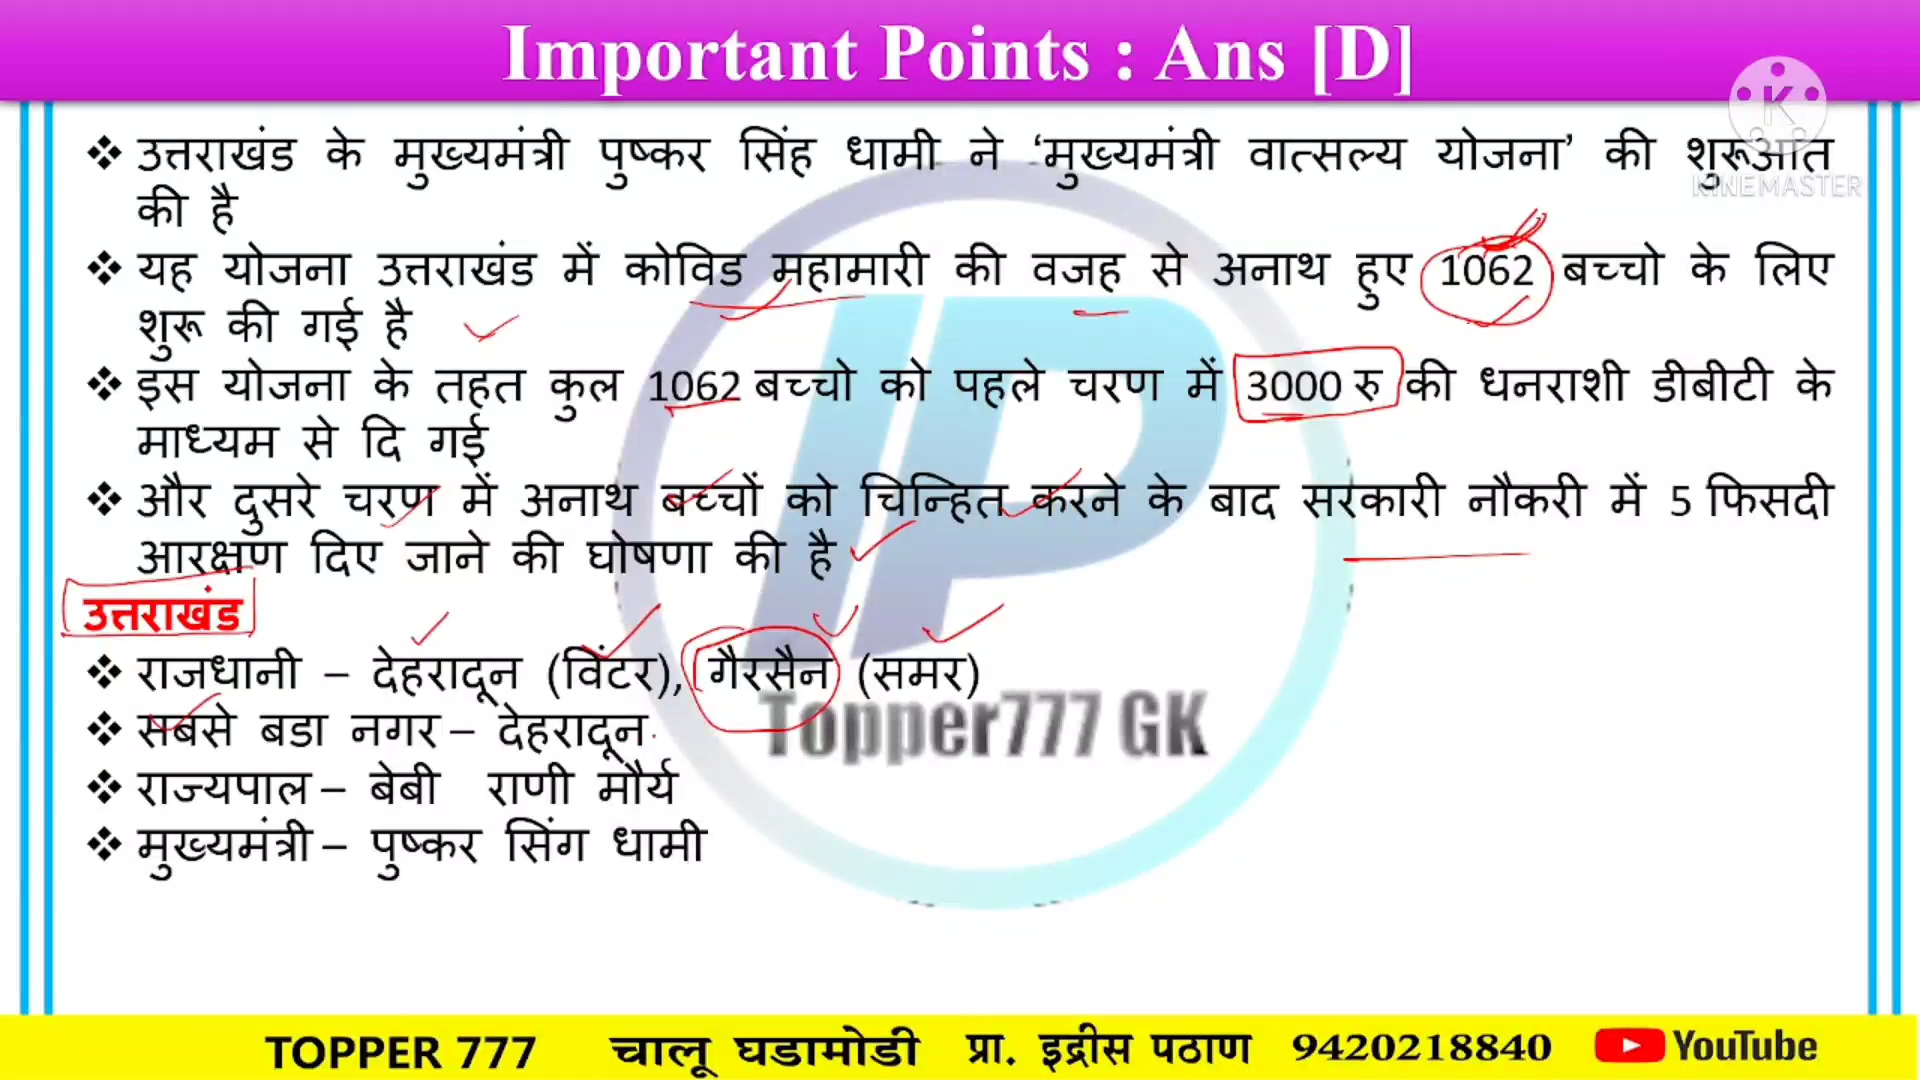 Important Points : Ans [D]
❖ उत्तराखंड के मुख्यमंत्री पुष्कर सिंह धामी ने ‘मुख्यमंत्री वात्सल्य योजना’ की शुरूआत
की है
KINEMASTER
❖ यह योजना उत्तराखंड में कोविड महामारी की वजह से अनाथ हुए 1062 बच्चो के लिए
शुरू की गई है
❖ इस योजना के तहत कुल 1062 बच्चो को पहले चरण में 3000 रु की धनराशी डीबीटी के
माध्यम से दि गई
❖ और दुसरे चरण में अनाथ बच्चों को चिन्हित करने के बाद सरकारी नौकरी में 5 फिसदी
आरक्षण दिए जाने की घोषणा की है
उत्तराखंड
❖ राजधानी – देहरादून (विंटर), गैरसैन (समर)
❖ सबसे बडा नगर – देहरादून
Topper777 GK
❖ राज्यपाल – बेबी राणी मौर्य
❖ मुख्यमंत्री – पुष्कर सिंग धामी
TOPPER 777 चालू घडामोडी प्रा. इद्रीस पठाण 9420218840 YouTube